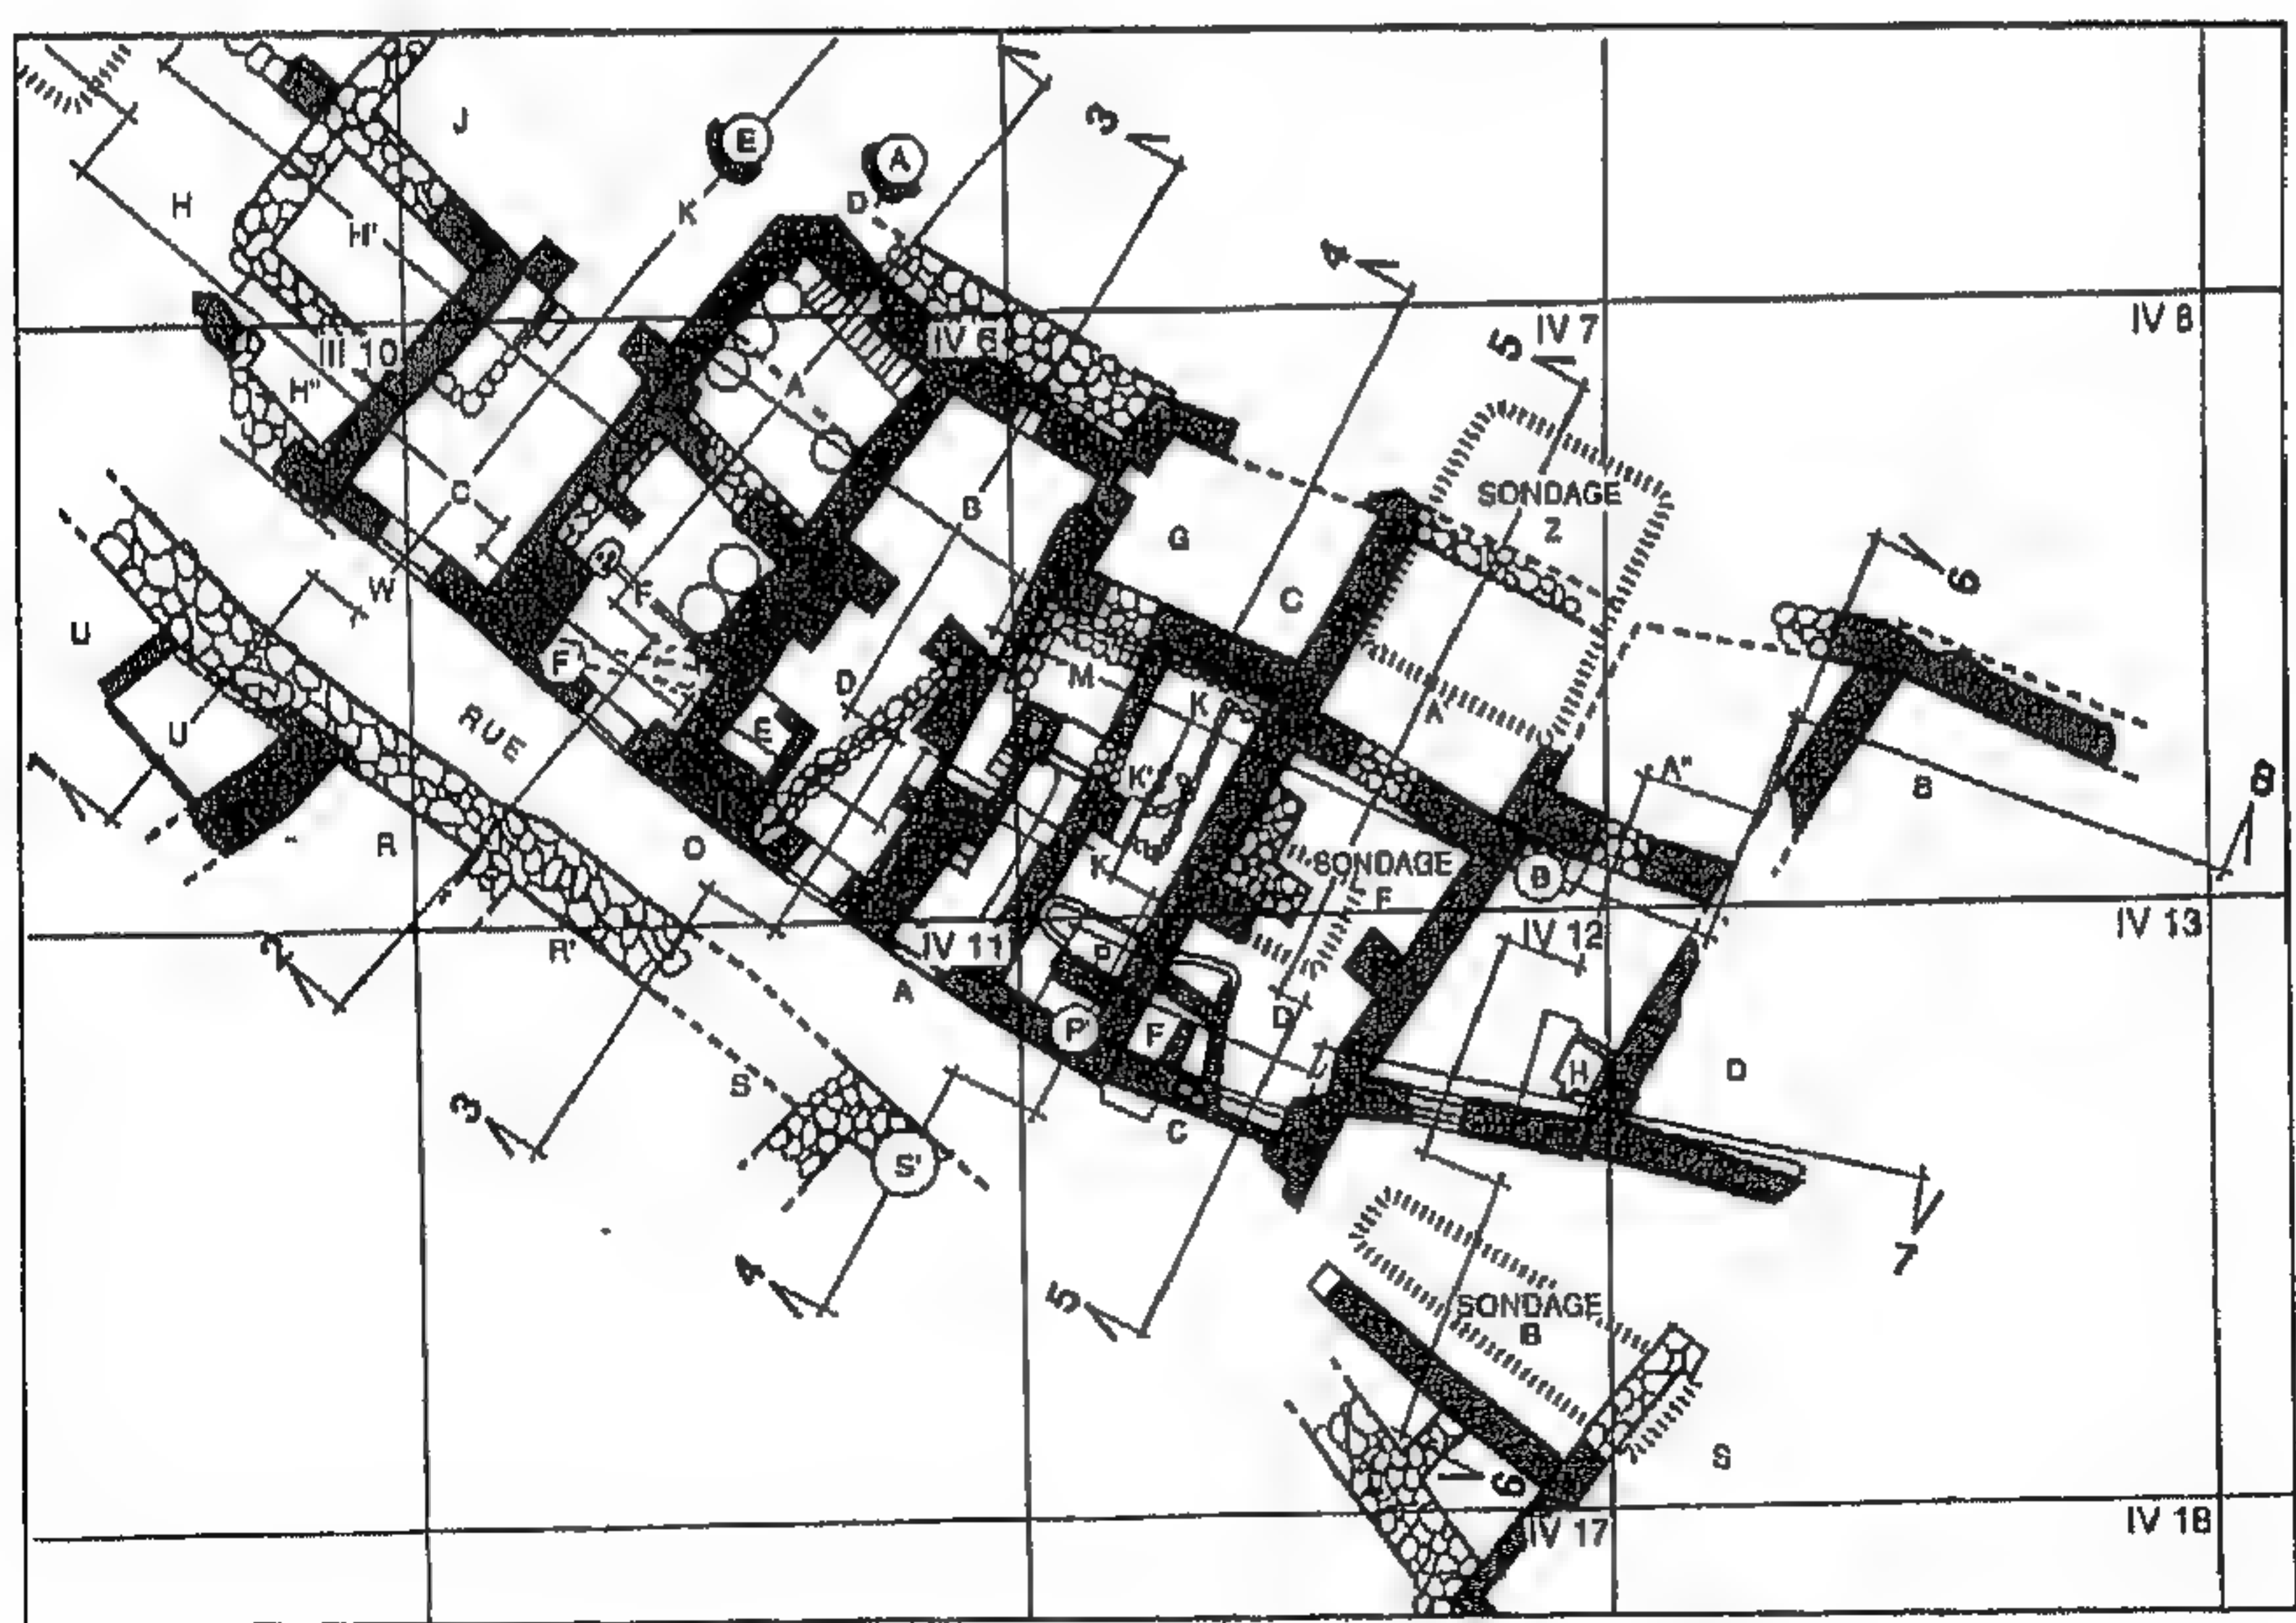 J
E
A
3
D
H
K
H'
4
IV 6
IV 7
IV 8
III 10
5
A
H"
SONDAGE
Z
C
B
G
W
F
C
6
U
F'
D
M
K
A'
RUE
E
U
K'
A"
B
8
1
R
O
K
SONDAGE
F
B
2
R'
IV 11
IV 12
IV 13
A
D
P'
F
D
H
D
S
3
C
S'
4
5
7
SONDAGE
B
6
S
IV 17
IV 18